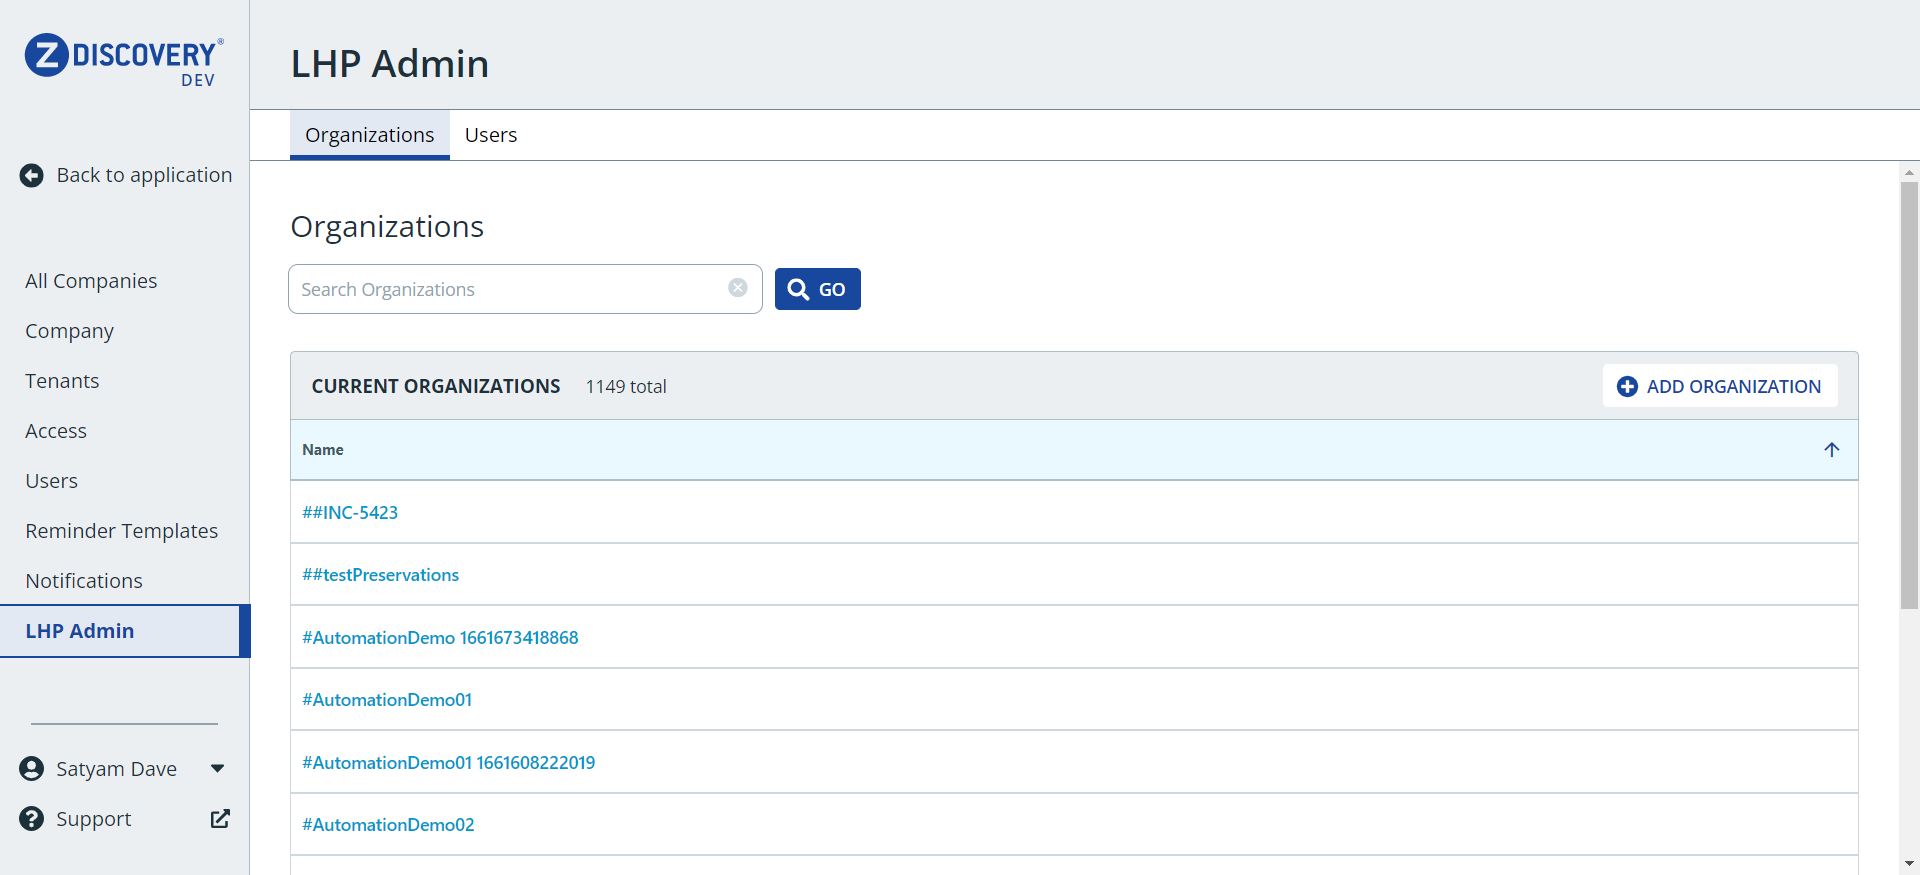 Z DISCOVERY®
DEV
Back to application
All Companies
Company
Tenants
Access
Users
Reminder Templates
Notifications
LHP Admin
Satyam Dave
Support
LHP Admin
Organizations Users
Organizations
Search Organizations GO
CURRENT ORGANIZATIONS 1149 total ADD ORGANIZATION
Name
##INC-5423
##testPreservations
#AutomationDemo 1661673418868
#AutomationDemo01
#AutomationDemo01 1661608222019
#AutomationDemo02